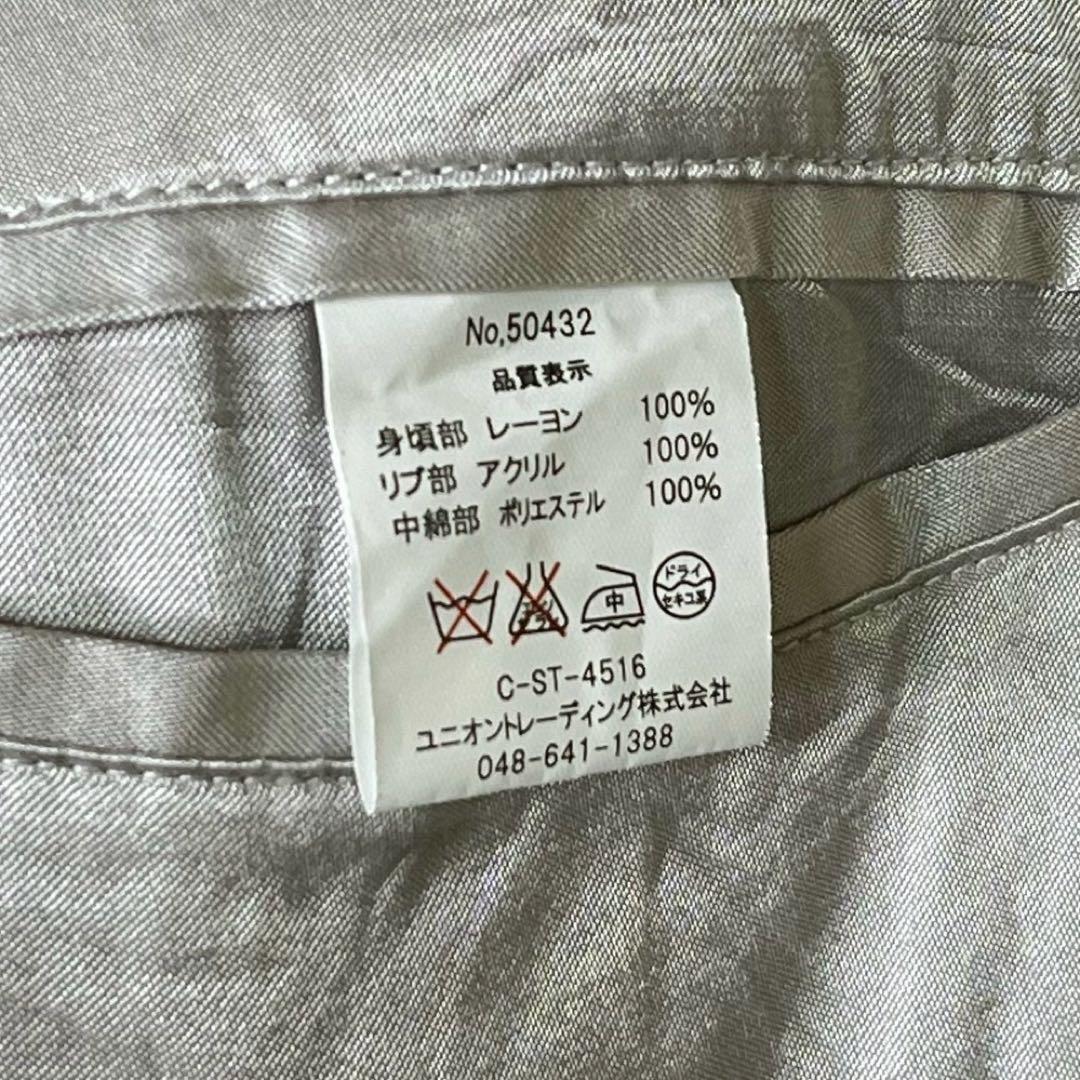 No,50432
品質表示
身頃部 レーヨン 100%
リブ部 アクリル 100%
中綿部 ポリエステル 100%
中 ドライ
セキユ系
C-ST-4516
ユニオントレーディング株式会社
048-641-1388